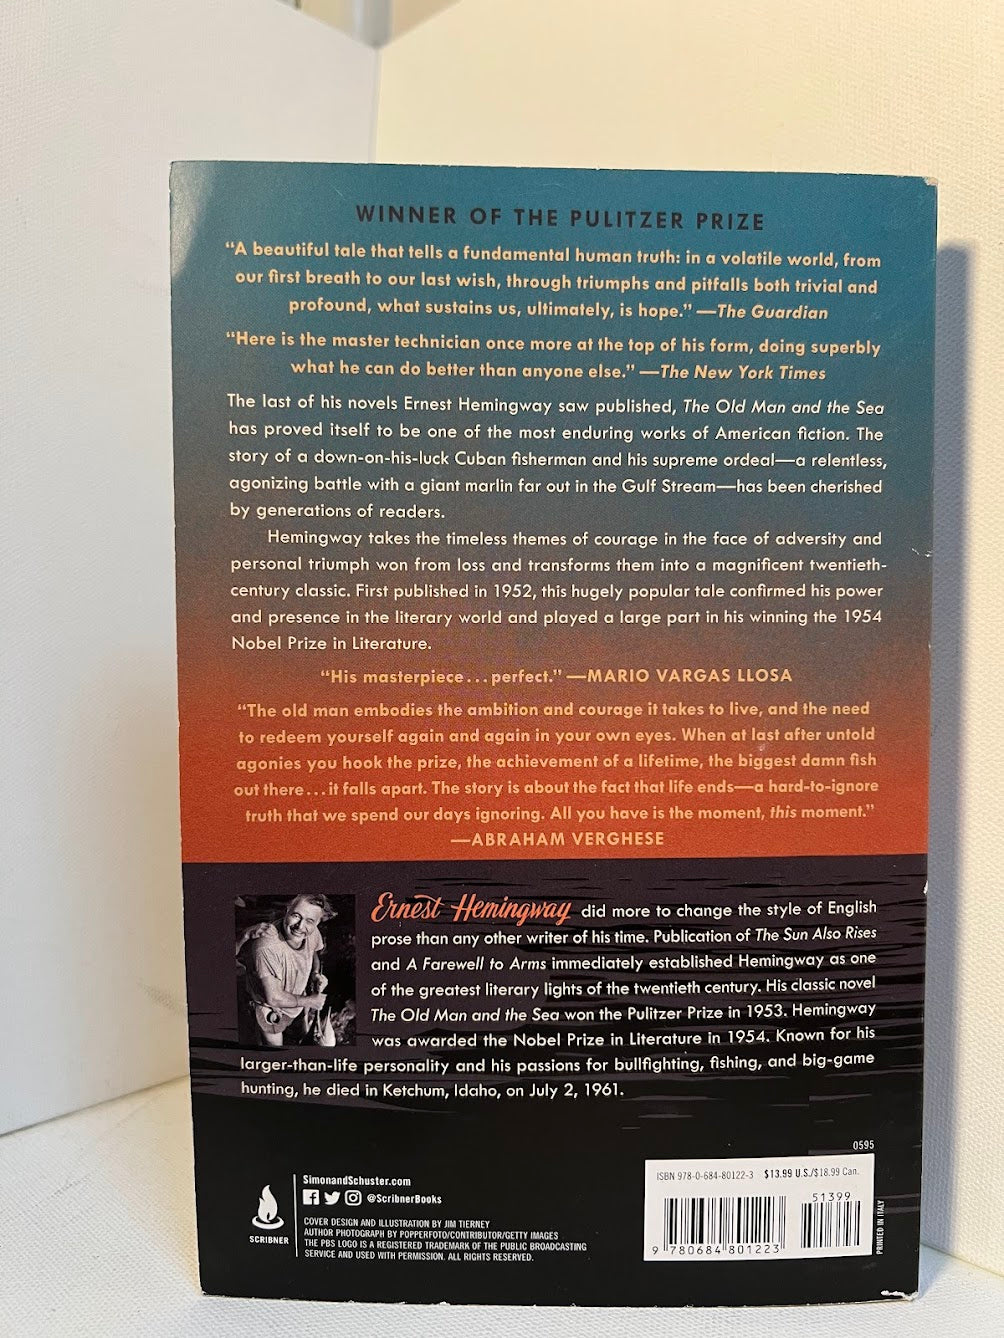 WINNER OF THE PULITZER PRIZE
“A beautiful tale that tells a fundamental human truth: in a volatile world, from
our first breath to our last wish, through triumphs and pitfalls both trivial and
profound, what sustains us, ultimately, is hope.” —The Guardian
“Here is the master technician once more at the top of his form, doing superbly
what he can do better than anyone else.” —The New York Times
The last of his novels Ernest Hemingway saw published, The Old Man and the Sea
has proved itself to be one of the most enduring works of American fiction. The
story of a down-on-his-luck Cuban fisherman and his supreme ordeal—a relentless,
agonizing battle with a giant marlin far out in the Gulf Stream—has been cherished
by generations of readers.
Hemingway takes the timeless themes of courage in the face of adversity and
personal triumph won from loss and transforms them into a magnificent twentieth-
century classic. First published in 1952, this hugely popular tale confirmed his power
and presence in the literary world and played a large part in his winning the 1954
Nobel Prize in Literature.
“His masterpiece...perfect.” —MARIO VARGAS LLOSA
“The old man embodies the ambition and courage it takes to live, and the need
to redeem yourself again and again in your own eyes. When at last after untold
agonies you hook the prize, the achievement of a lifetime, the biggest damn fish
out there...it falls apart. The story is about the fact that life ends—a hard-to-ignore
truth that we spend our days ignoring. All you have is the moment, this moment.”
—ABRAHAM VERGHESE
Ernest Hemingway did more to change the style of English
prose than any other writer of his time. Publication of The Sun Also Rises
and A Farewell to Arms immediately established Hemingway as one
of the greatest literary lights of the twentieth century. His classic novel
The Old Man and the Sea won the Pulitzer Prize in 1953. Hemingway
was awarded the Nobel Prize in Literature in 1954. Known for his
larger-than-life personality and his passions for bullfighting, fishing, and big-game
hunting, he died in Ketchum, Idaho, on July 2, 1961.
SCRIBNER
SimonandSchuster.com
@ScribnerBooks
COVER DESIGN AND ILLUSTRATION BY JIM TIERNEY
AUTHOR PHOTOGRAPH BY POPPERFOTO/CONTRIBUTOR/GETTY IMAGES
THE PBS LOGO IS A REGISTERED TRADEMARK OF THE PUBLIC BROADCASTING
SERVICE AND USED WITH PERMISSION. ALL RIGHTS RESERVED.
0595
ISBN 978-0-684-80122-3 $13.99 U.S./$18.99 Can.
51399
9 780684 801223
PRINTED IN ITALY